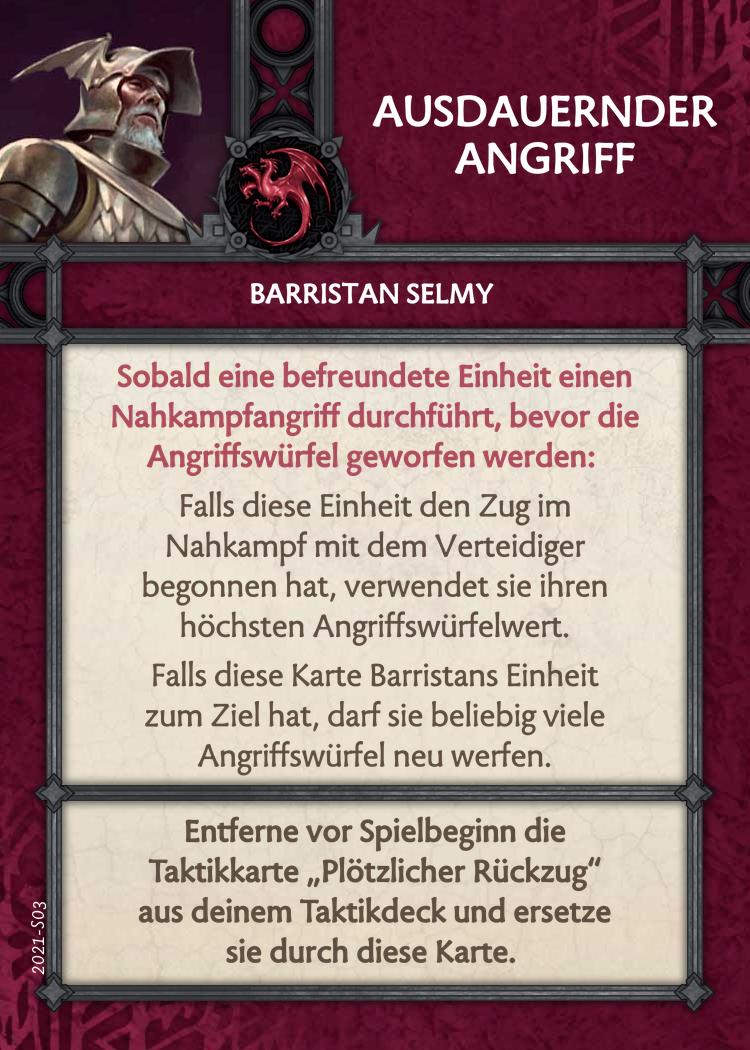 AUSDAUERNDER
ANGRIFF
BARRISTAN SELMY
Sobald eine befreundete Einheit einen
Nahkampfangriff durchführt, bevor die
Angriffswürfel geworfen werden:
Falls diese Einheit den Zug im
Nahkampf mit dem Verteidiger
begonnen hat, verwendet sie ihren
höchsten Angriffswürfelwert.
Falls diese Karte Barristans Einheit
zum Ziel hat, darf sie beliebig viele
Angriffswürfel neu werfen.
Entferne vor Spielbeginn die
Taktikkarte „Plötzlicher Rückzug“
aus deinem Taktikdeck und ersetze
sie durch diese Karte.
2021-S03